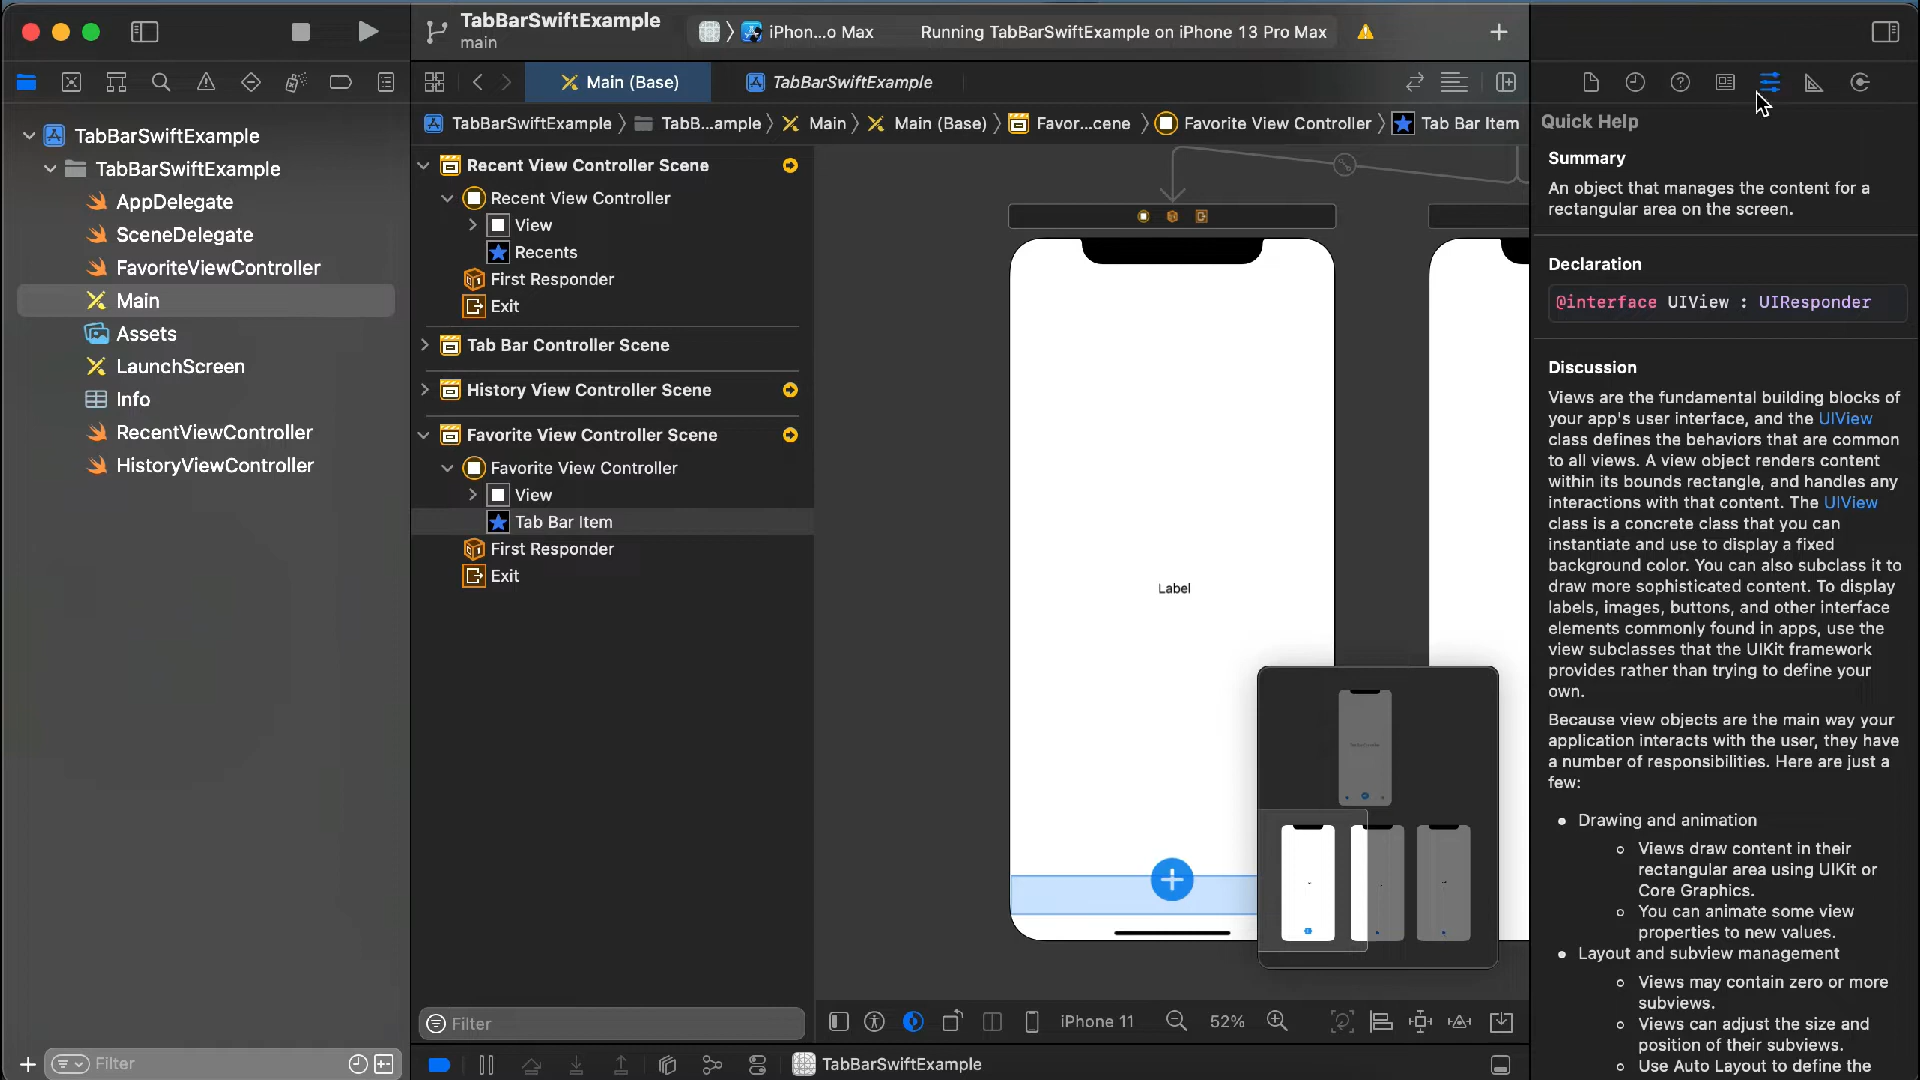 TabBarSwiftExample
main
iPhon...o Max
Running TabBarSwiftExample on iPhone 13 Pro Max
Main (Base)
TabBarSwiftExample
TabBarSwiftExample
TabB...ample
Main
Main (Base)
Favor...cene
Favorite View Controller
Tab Bar Item
TabBarSwiftExample
TabBarSwiftExample
AppDelegate
SceneDelegate
FavoriteViewController
Main
Assets
LaunchScreen
Info
RecentViewController
HistoryViewController
Filter
Recent View Controller Scene
Recent View Controller
View
Recents
First Responder
Exit
Tab Bar Controller Scene
History View Controller Scene
Favorite View Controller Scene
Favorite View Controller
View
Tab Bar Item
First Responder
Exit
Filter
Label
iPhone 11
52%
TabBarSwiftExample
Quick Help
Summary
An object that manages the content for a
rectangular area on the screen.
Declaration
@interface UIView : UIResponder
Discussion
Views are the fundamental building blocks of
your app's user interface, and the UIView
class defines the behaviors that are common
to all views. A view object renders content
within its bounds rectangle, and handles any
interactions with that content. The UIView
class is a concrete class that you can
instantiate and use to display a fixed
background color. You can also subclass it to
draw more sophisticated content. To display
labels, images, buttons, and other interface
elements commonly found in apps, use the
view subclasses that the UIKit framework
provides rather than trying to define your
own.
Because view objects are the main way your
application interacts with the user, they have
a number of responsibilities. Here are just a
few:
• Drawing and animation
○ Views draw content in their
rectangular area using UIKit or
Core Graphics.
○ You can animate some view
properties to new values.
• Layout and subview management
○ Views may contain zero or more
subviews.
○ Views can adjust the size and
position of their subviews.
○ Use Auto Layout to define the